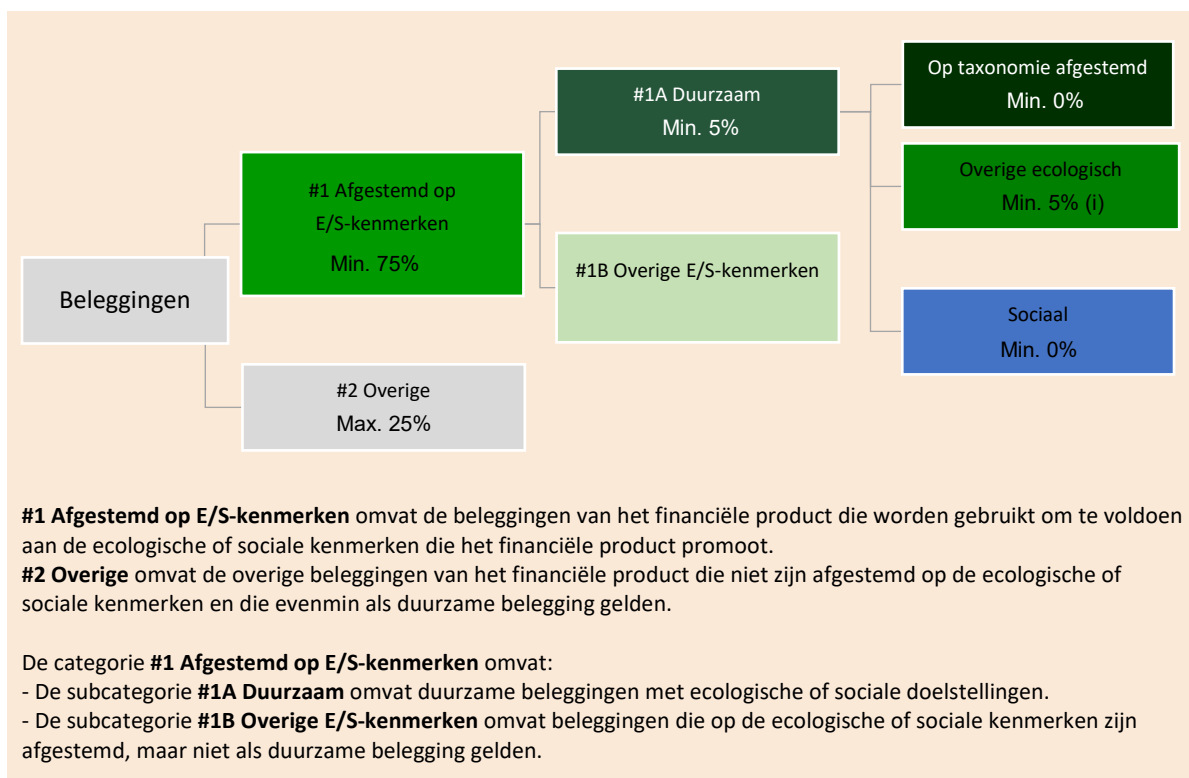 Beleggingen
#1 Afgestemd op
E/S-kenmerken
Min. 75%
#2 Overige
Max. 25%
#1A Duurzaam
Min. 5%
#1B Overige E/S-kenmerken
Op taxonomie afgestemd
Min. 0%
Overige ecologisch
Min. 5% (i)
Sociaal
Min. 0%
#1 Afgestemd op E/S-kenmerken omvat de beleggingen van het financiële product die worden gebruikt om te voldoen
aan de ecologische of sociale kenmerken die het financiële product promoot.
#2 Overige omvat de overige beleggingen van het financiële product die niet zijn afgestemd op de ecologische of
sociale kenmerken en die evenmin als duurzame belegging gelden.
De categorie #1 Afgestemd op E/S-kenmerken omvat:
- De subcategorie #1A Duurzaam omvat duurzame beleggingen met ecologische of sociale doelstellingen.
- De subcategorie #1B Overige E/S-kenmerken omvat beleggingen die op de ecologische of sociale kenmerken zijn
afgestemd, maar niet als duurzame belegging gelden.